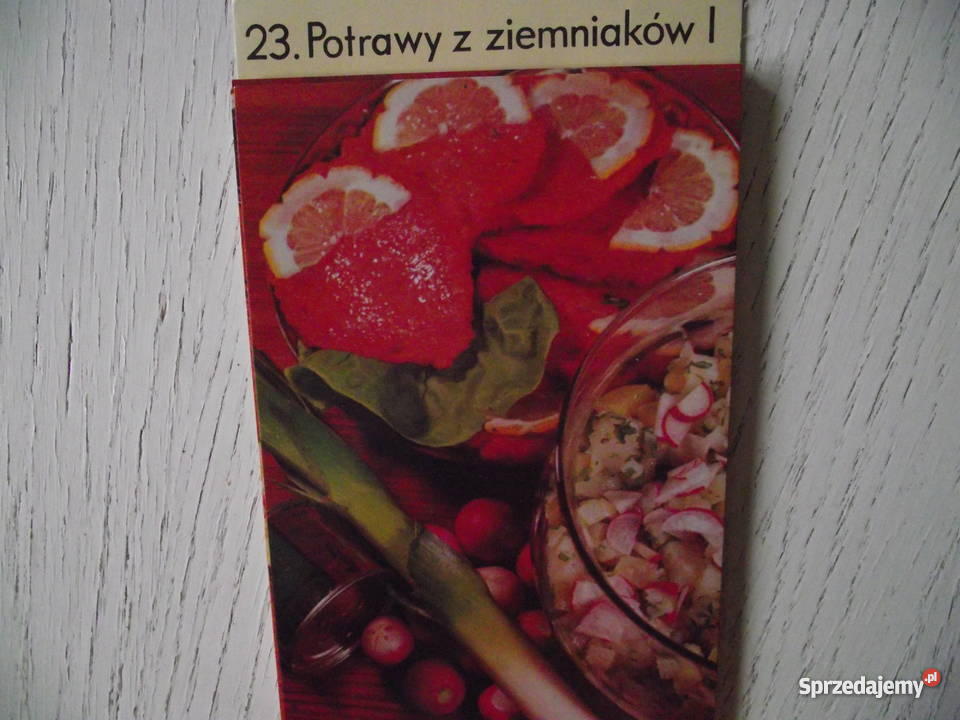 23. Potrawy z ziemniaków I
Sprzedajemy.pl